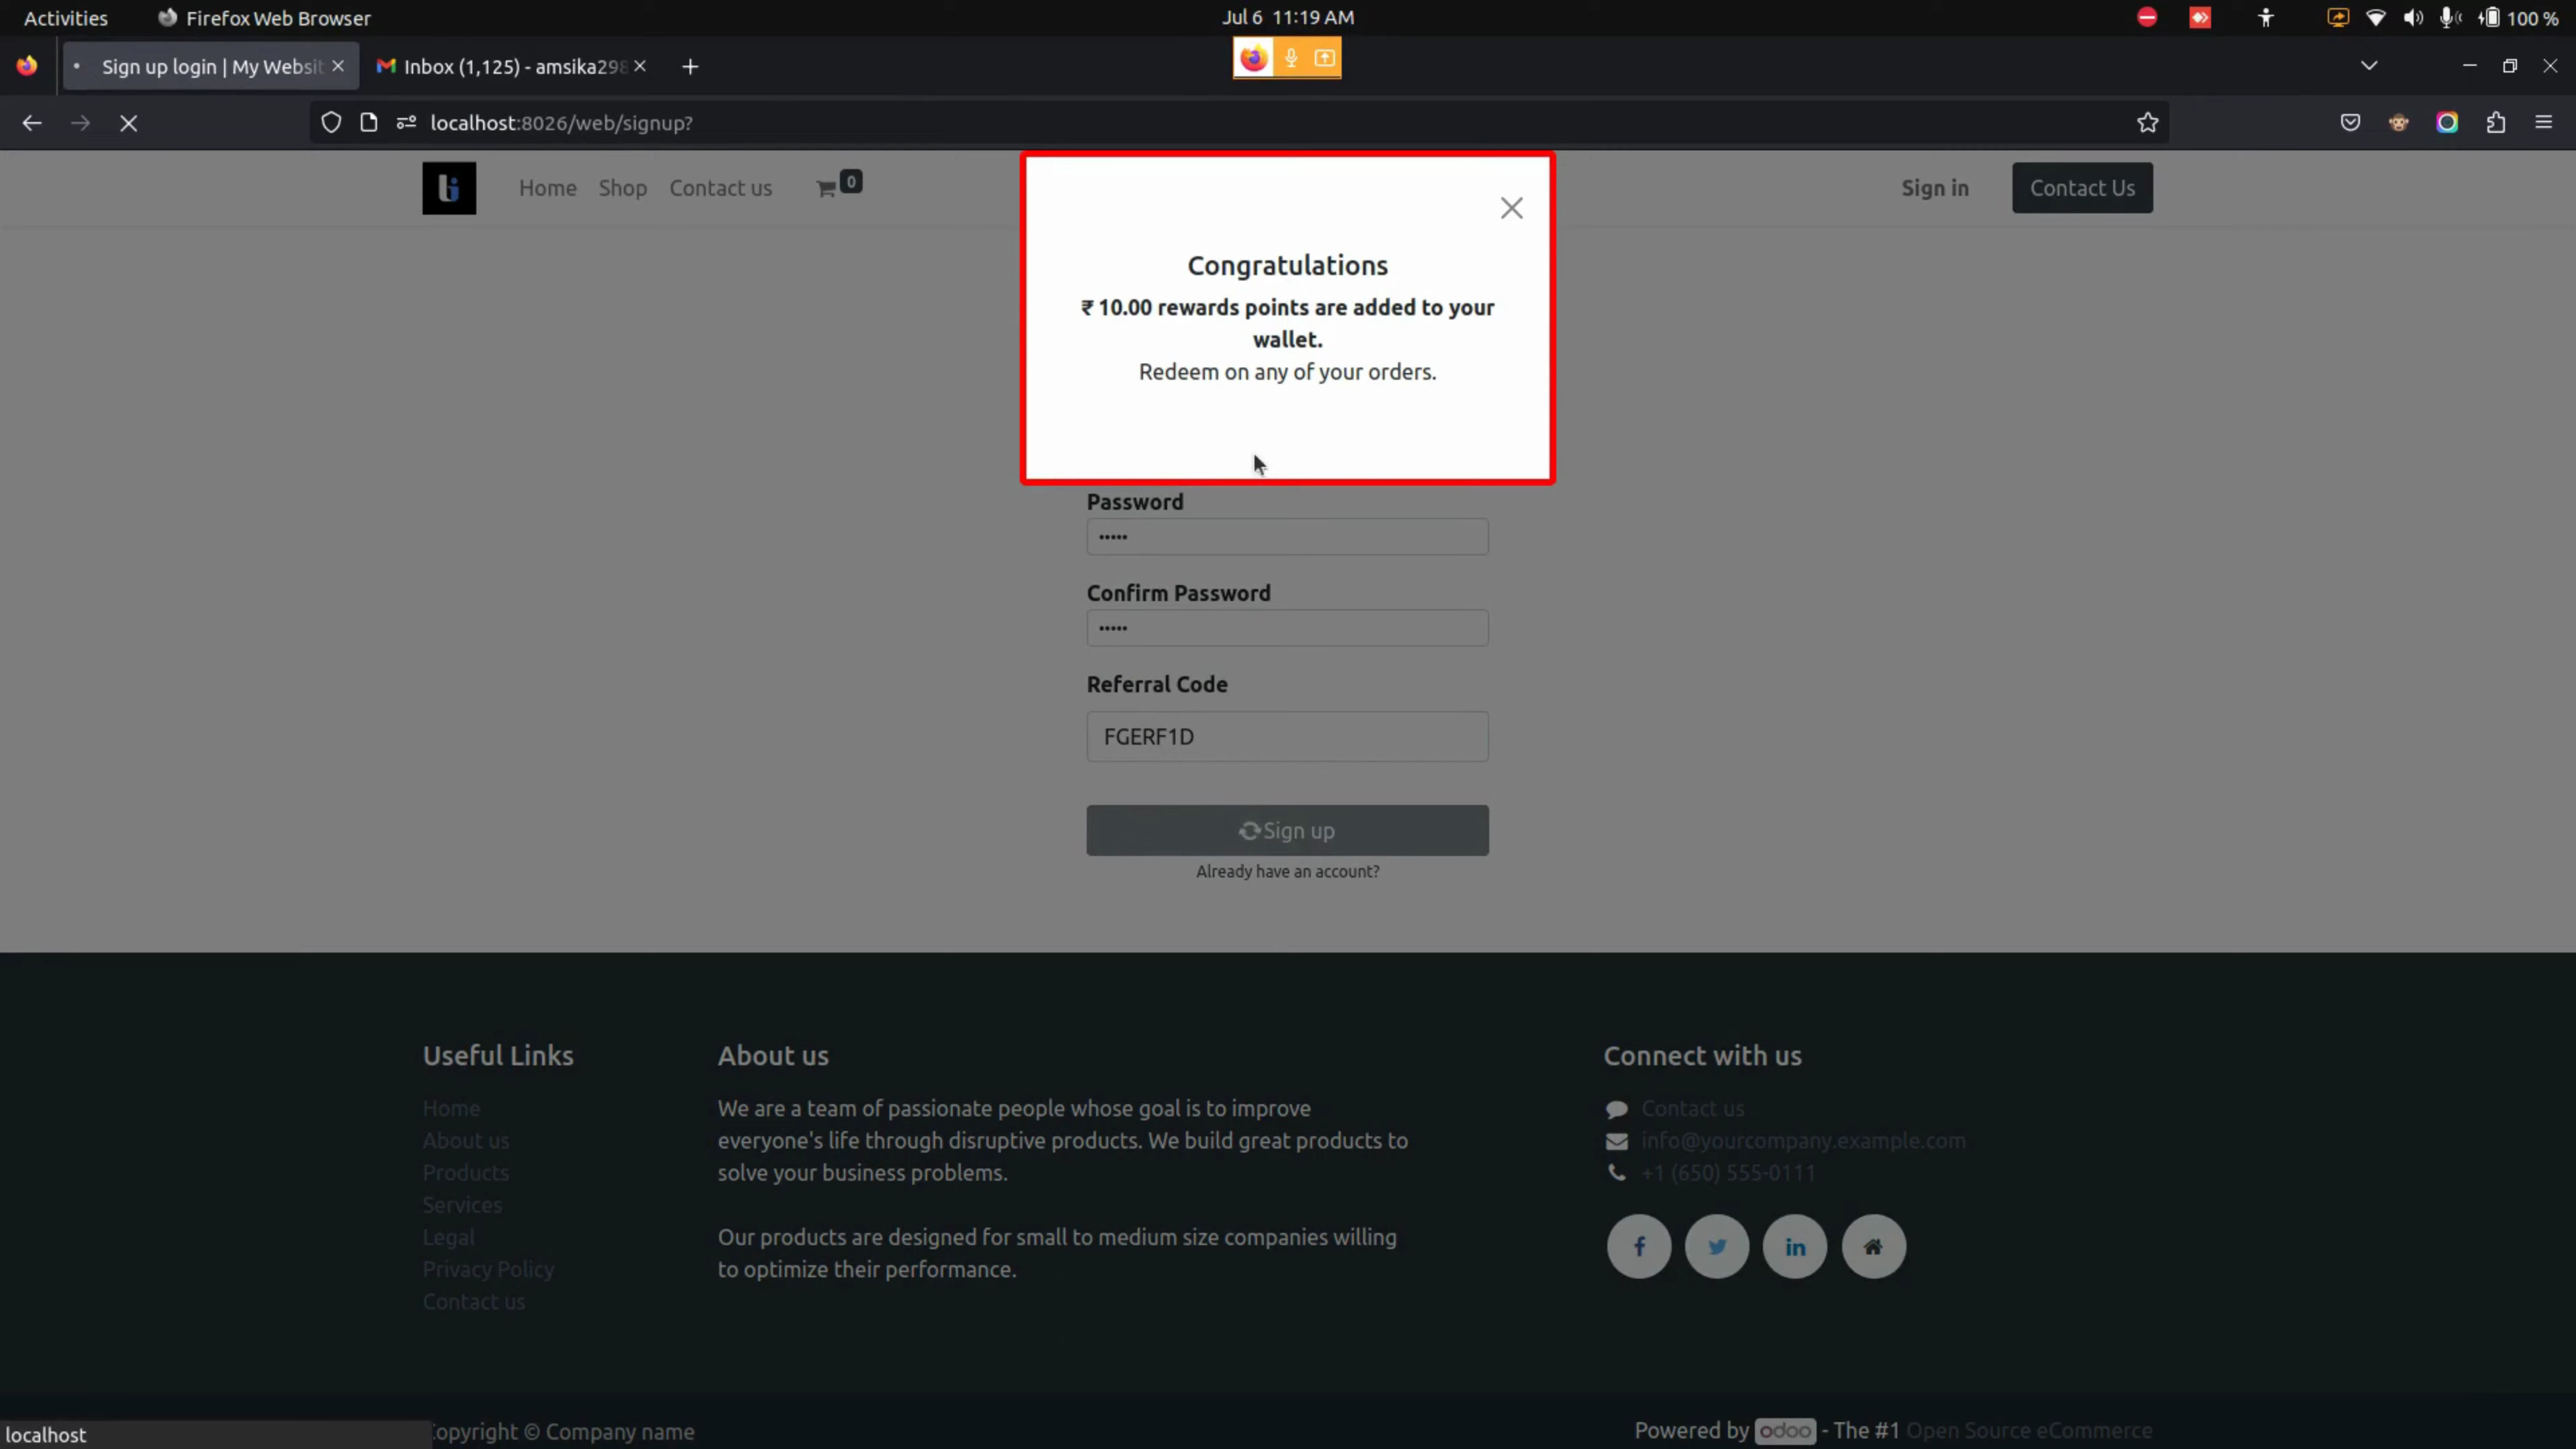 Activities Firefox Web Browser Jul 6 11:19 AM 100 %
Sign up login | My Websit Inbox (1,125) - amsika298
localhost:8026/web/signup?
Home Shop Contact us 0 Sign in Contact Us
Congratulations
₹ 10.00 rewards points are added to your
wallet.
Redeem on any of your orders.
Password
•••••
Confirm Password
•••••
Referral Code
FGERF1D
Sign up
Already have an account?
Useful Links
Home
About us
Products
Services
Legal
Privacy Policy
Contact us
About us
We are a team of passionate people whose goal is to improve
everyone's life through disruptive products. We build great products to
solve your business problems.
Our products are designed for small to medium size companies willing
to optimize their performance.
Connect with us
Contact us
info@yourcompany.example.com
+1 (650) 555-0111
localhost
opyright © Company name
Powered by odoo - The #1 Open Source eCommerce